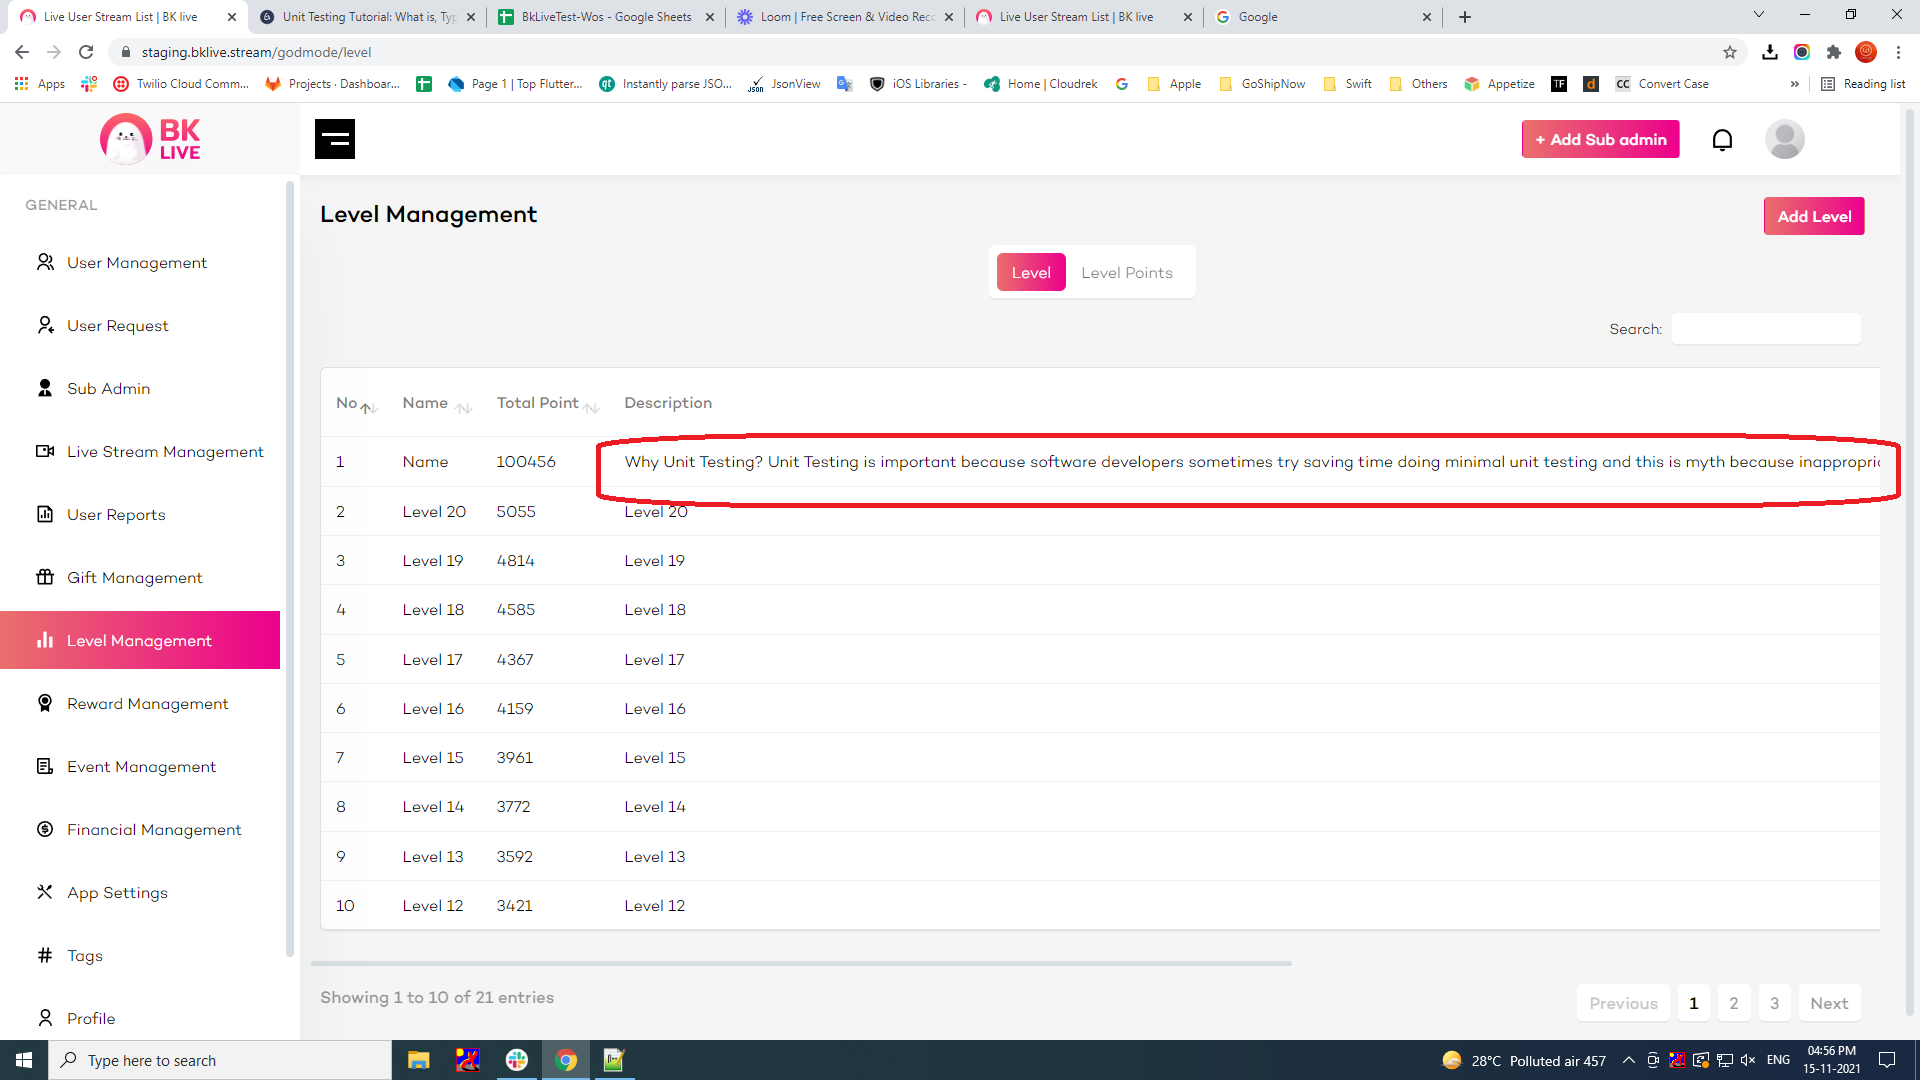 Live User Stream List | BK live
Unit Testing Tutorial: What is, Typ
BkLiveTest-Wos - Google Sheets
Loom | Free Screen & Video Reco
Live User Stream List | BK live
Google
staging.bklive.stream/godmode/level
Apps
Twilio Cloud Comm...
Projects · Dashboar...
Page 1 | Top Flutter...
qt Instantly parse JSO...
JSON JsonView
iOS Libraries -
Home | Cloudrek
Apple
GoShipNow
Swift
Others
Appetize
TF
d
CC Convert Case
»
Reading list
BK
LIVE
+ Add Sub admin
GENERAL
User Management
User Request
Sub Admin
Live Stream Management
User Reports
Gift Management
Level Management
Reward Management
Event Management
Financial Management
App Settings
Tags
Profile
Level Management
Add Level
Level Level Points
Search:
No Name Total Point Description
1 Name 100456 Why Unit Testing? Unit Testing is important because software developers sometimes try saving time doing minimal unit testing and this is myth because inappropri
2 Level 20 5055 Level 20
3 Level 19 4814 Level 19
4 Level 18 4585 Level 18
5 Level 17 4367 Level 17
6 Level 16 4159 Level 16
7 Level 15 3961 Level 15
8 Level 14 3772 Level 14
9 Level 13 3592 Level 13
10 Level 12 3421 Level 12
Showing 1 to 10 of 21 entries
Previous 1 2 3 Next
Type here to search
28°C Polluted air 457
ENG
04:56 PM
15-11-2021